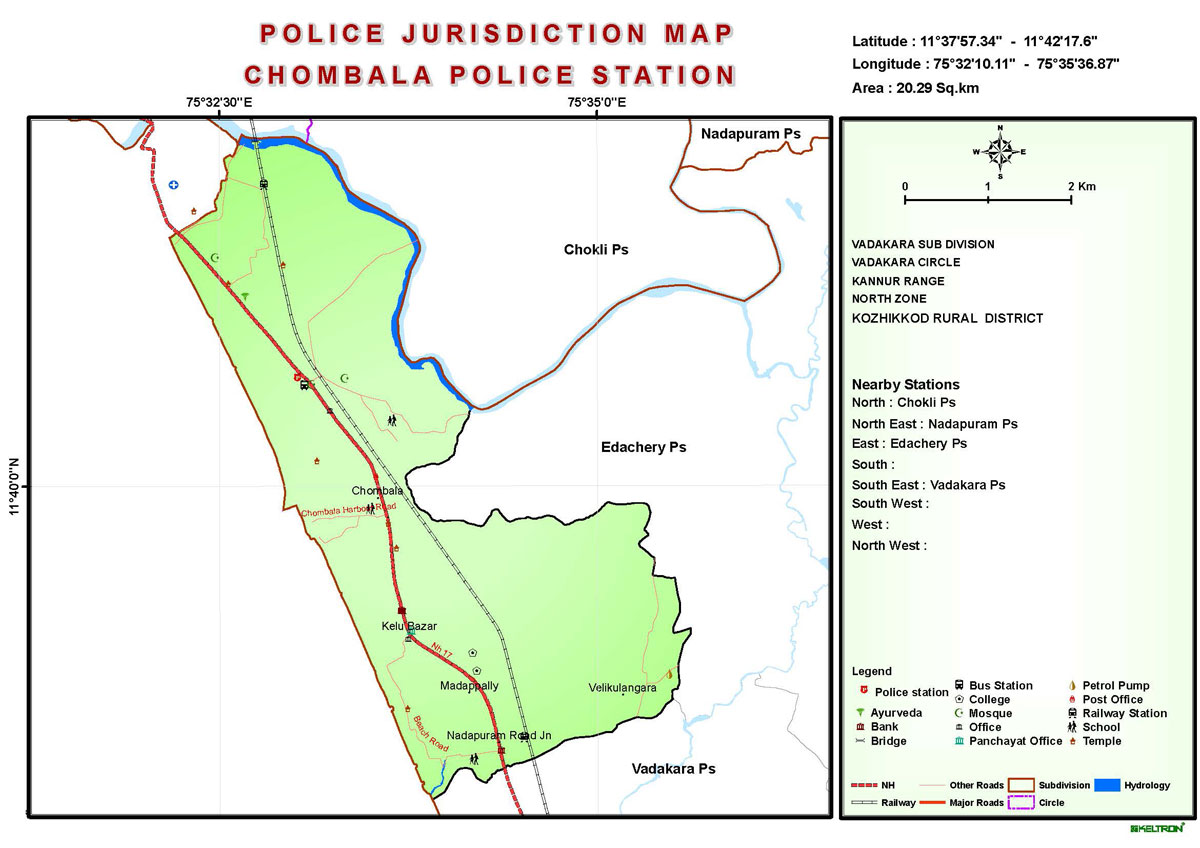 POLICE JURISDICTION MAP
CHOMBALA POLICE STATION
Latitude : 11°37'57.34" - 11°42'17.6"
Longitude : 75°32'10.11" - 75°35'36.87"
Area : 20.29 Sq.km
75°32'30"E
75°35'0"E
Nadapuram Ps
Chokli Ps
Edachery Ps
11°40'0"N
Chombala
Chombala Harbour Road
Kelu Bazar
Nh 17
Madappally
Velikulangara
Beach Road
Nadapuram Road Jn
Vadakara Ps
N
W E
S
0 1 2 Km
VADAKARA SUB DIVISION
VADAKARA CIRCLE
KANNUR RANGE
NORTH ZONE
KOZHIKKOD RURAL DISTRICT
Nearby Stations
North : Chokli Ps
North East : Nadapuram Ps
East : Edachery Ps
South :
South East : Vadakara Ps
South West :
West :
North West :
Legend
Police station
Bus Station
Petrol Pump
College
Post Office
Ayurveda
Mosque
Railway Station
Bank
Office
School
Bridge
Panchayat Office
Temple
NH
Other Roads
Subdivision
Hydrology
Railway
Major Roads
Circle
KELTRON